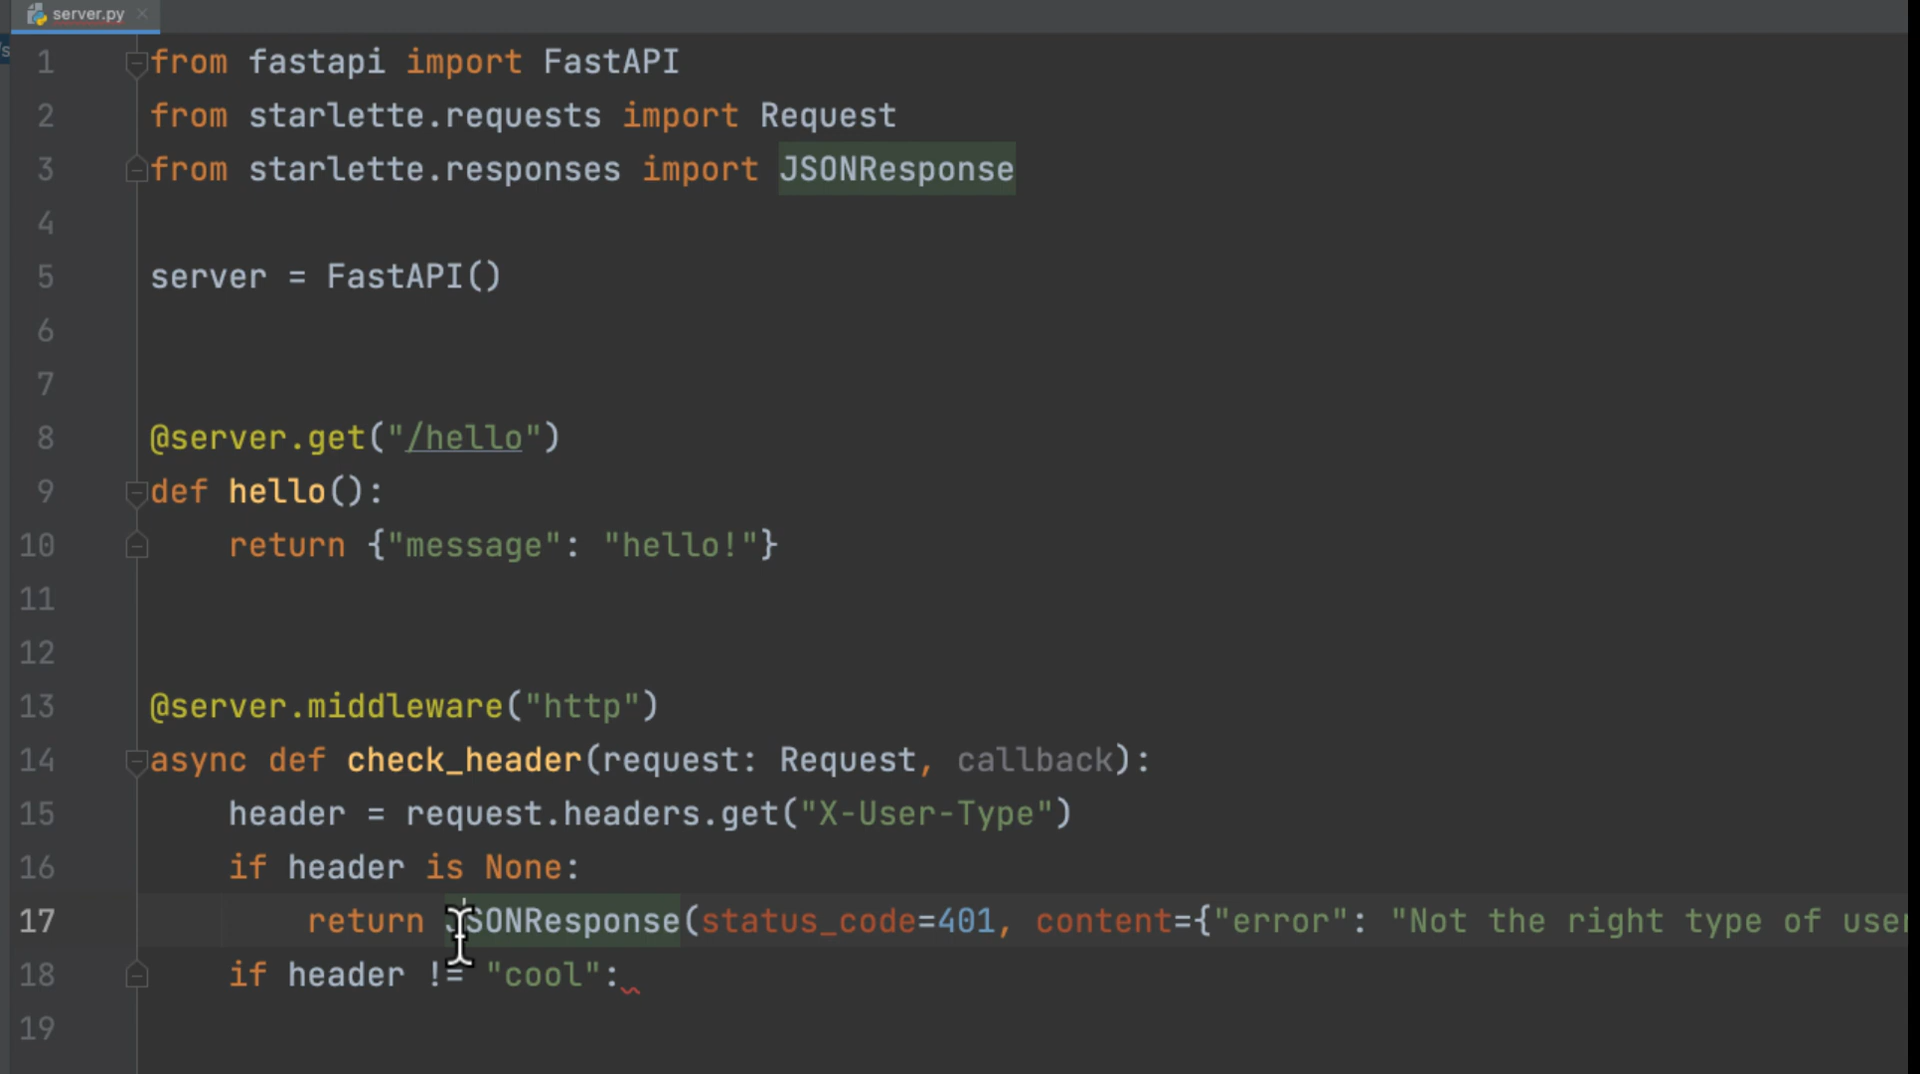 server.py
1 from fastapi import FastAPI
2 from starlette.requests import Request
3 from starlette.responses import JSONResponse
4
5 server = FastAPI()
6
7
8 @server.get("/hello")
9 def hello():
10     return {"message": "hello!"}
11
12
13 @server.middleware("http")
14 async def check_header(request: Request, callback):
15     header = request.headers.get("X-User-Type")
16     if header is None:
17         return JSONResponse(status_code=401, content={"error": "Not the right type of user
18     if header != "cool":
19